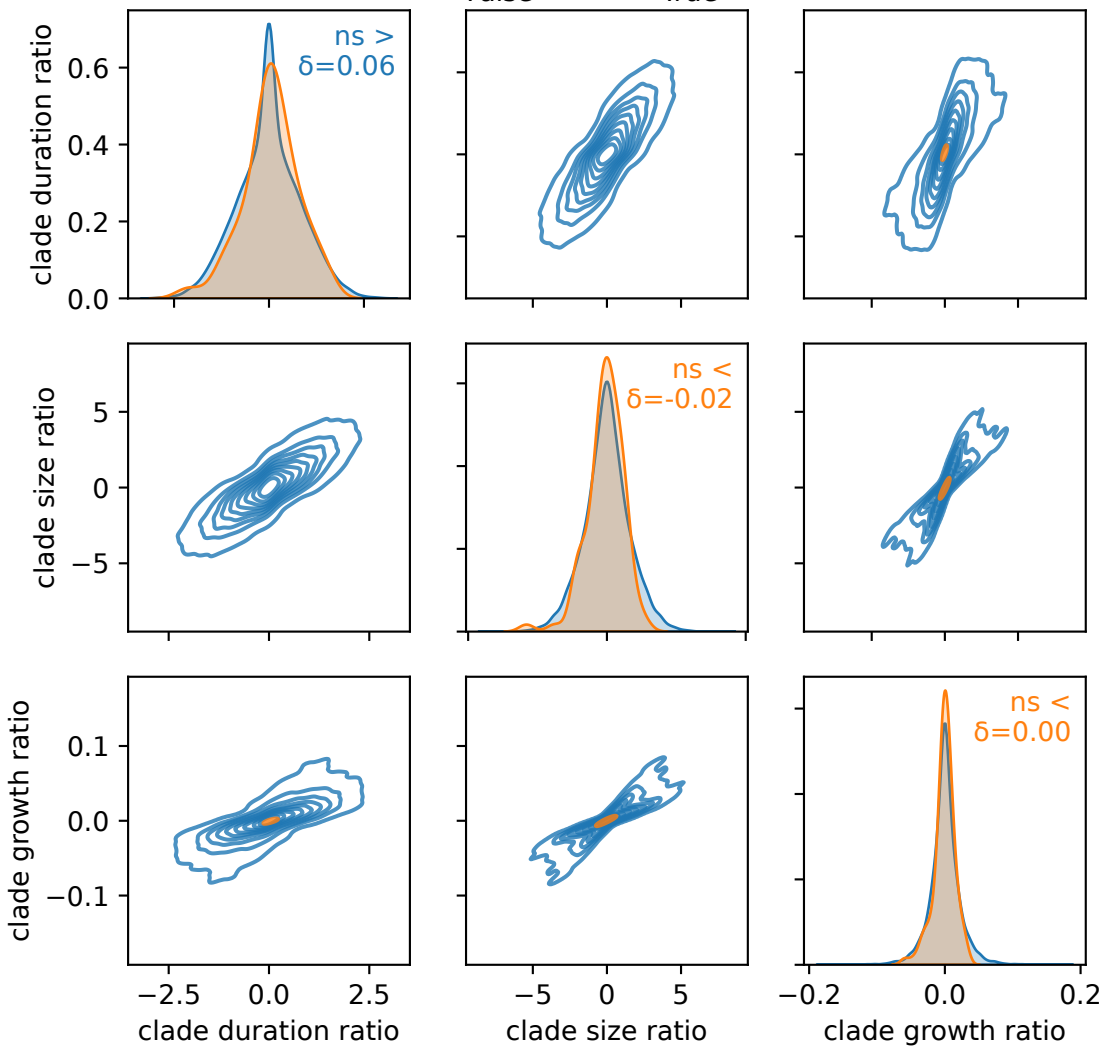 clade duration ratio
0.6
0.4
0.2
0.0
ns >
δ=0.06
clade size ratio
5
0
−5
ns <
δ=-0.02
clade growth ratio
0.1
0.0
−0.1
ns <
δ=0.00
−2.5 0.0 2.5
clade duration ratio
−5 0 5
clade size ratio
−0.2 0.0 0.2
clade growth ratio